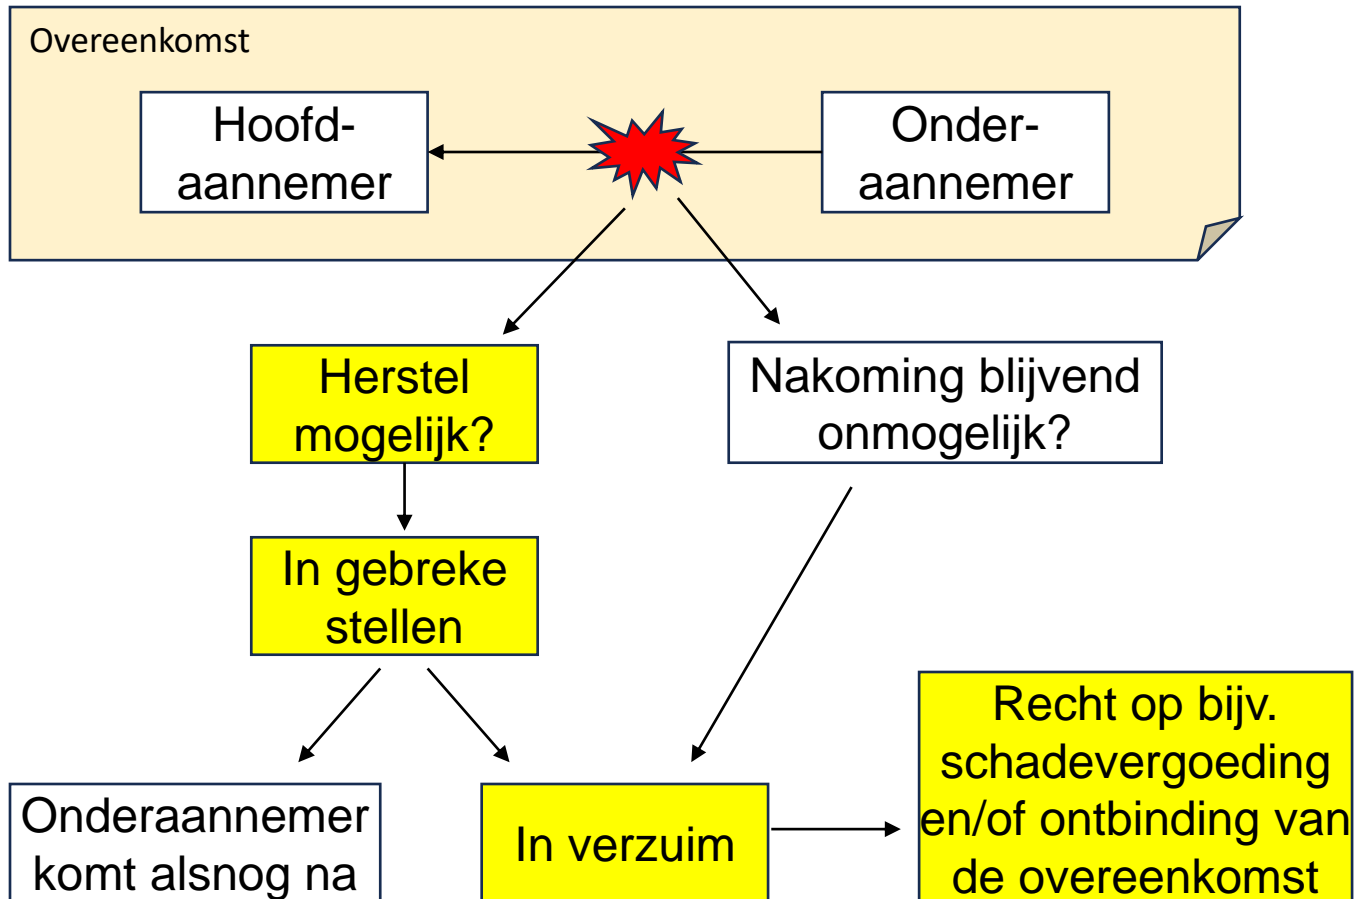 Overeenkomst
Hoofd-
aannemer
Onder-
aannemer
Herstel
mogelijk?
Nakoming blijvend
onmogelijk?
In gebreke
stellen
Onderaannemer
komt alsnog na
In verzuim
Recht op bijv.
schadevergoeding
en/of ontbinding van
de overeenkomst